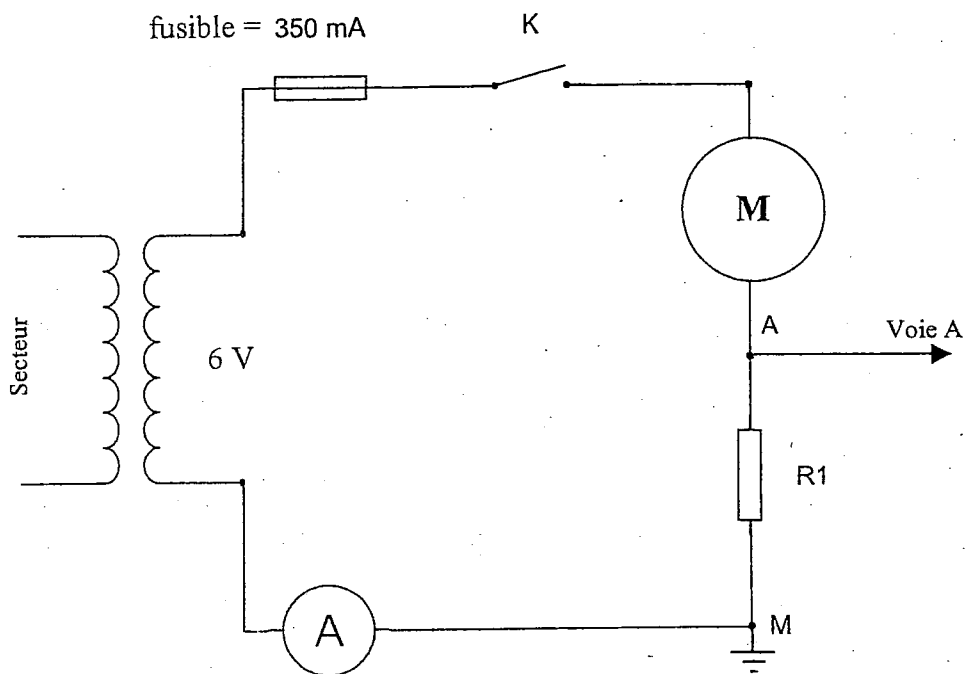 fusible = 350 mA
K
M
A
Voie A
Secteur
6 V
R1
A
M